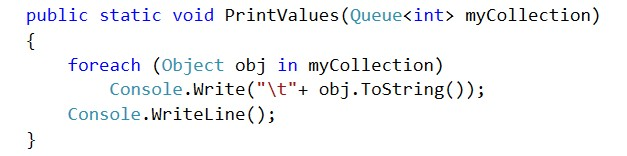 public static void PrintValues(Queue<int> myCollection)
{
foreach (Object obj in myCollection)
Console.Write("\t"+ obj.ToString());
Console.WriteLine();
}